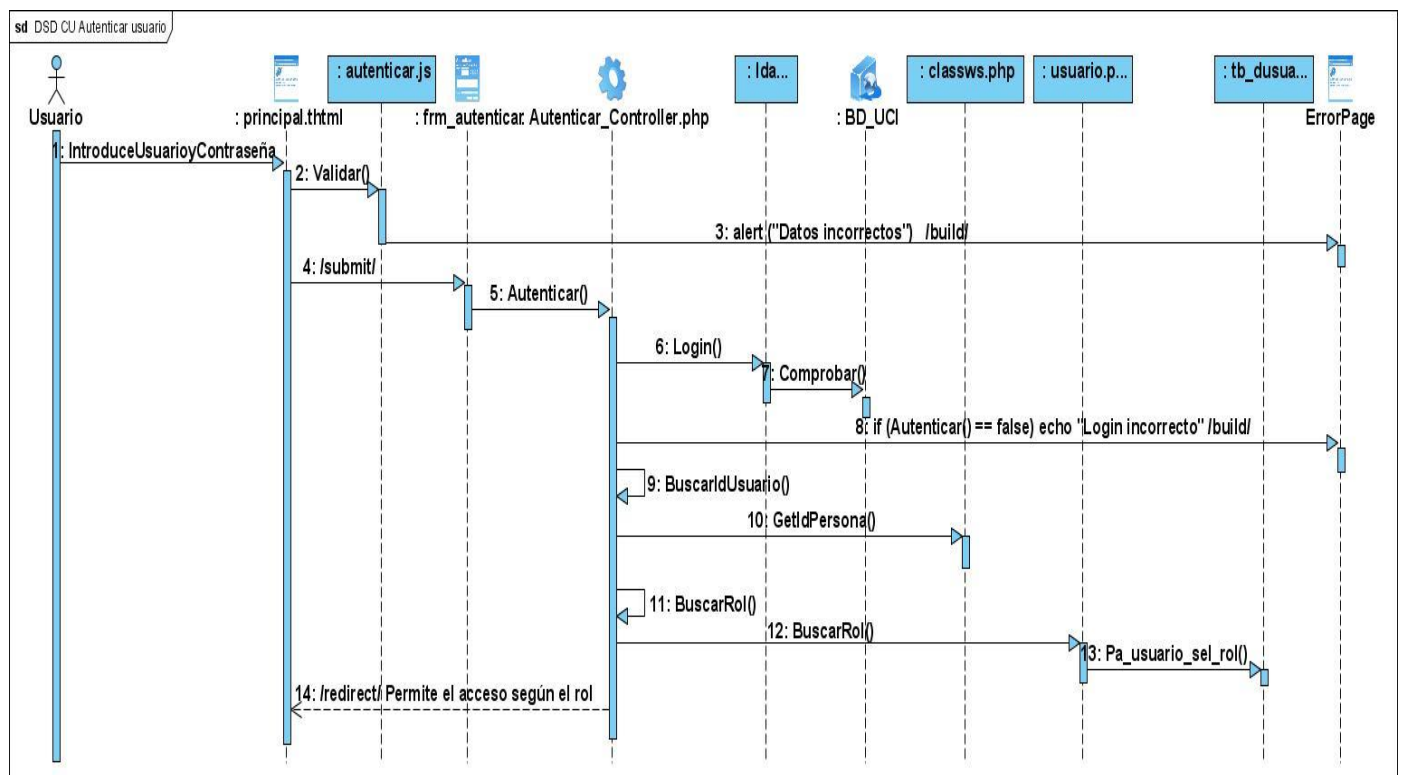 sd DSD CU Autenticar usuario
: autenticar.js
: Ida...
: classws.php
: usuario.p...
: tb_dusua...
Usuario
: principal.thtml
: frm_autenticar
: Autenticar_Controller.php
: BD_UCI
ErrorPage
1: IntroduceUsuarioyContraseña
2: Validar()
3: alert ("Datos incorrectos") /build/
4: /submit/
5: Autenticar()
6: Login()
7: Comprobar()
8: if (Autenticar() == false) echo "Login incorrecto" /build/
9: BuscarIdUsuario()
10: GetIdPersona()
11: BuscarRol()
12: BuscarRol()
13: Pa_usuario_sel_rol()
14: /redirect/ Permite el acceso según el rol